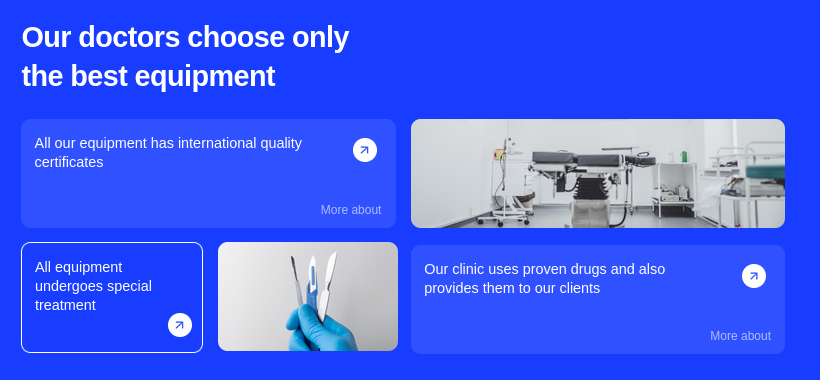 Our doctors choose only
the best equipment
All our equipment has international quality
certificates
More about
All equipment
undergoes special
treatment
Our clinic uses proven drugs and also
provides them to our clients
More about